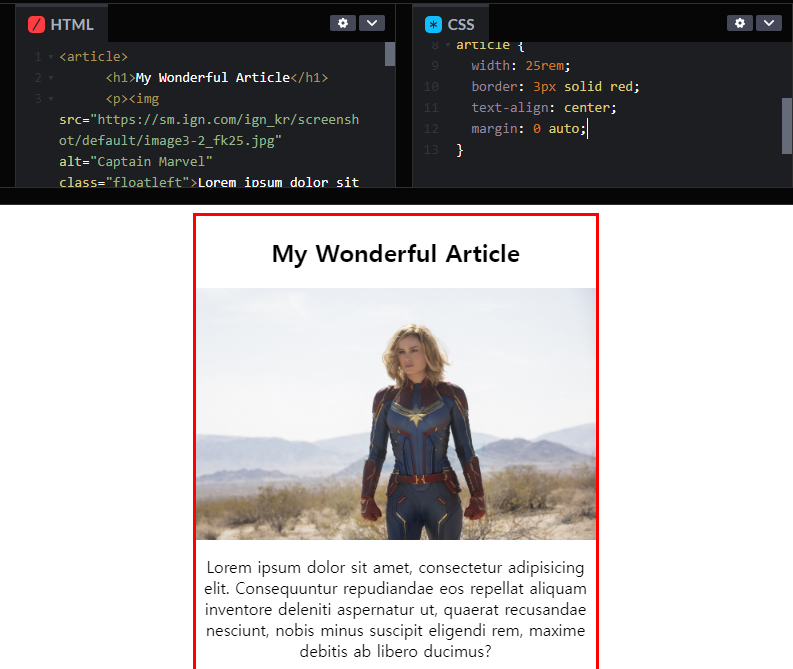 HTML
1 <article>
2 <h1>My Wonderful Article</h1>
3 <p><img
src="https://sm.ign.com/ign_kr/screensh
ot/default/image3-2_fk25.jpg"
alt="Captain Marvel"
class="floatleft">Lorem ipsum dolor sit
CSS
8 article {
9 width: 25rem;
10 border: 3px solid red;
11 text-align: center;
12 margin: 0 auto;
13 }
My Wonderful Article
Lorem ipsum dolor sit amet, consectetur adipisicing
elit. Consequuntur repudiandae eos repellat aliquam
inventore deleniti aspernatur ut, quaerat recusandae
nesciunt, nobis minus suscipit eligendi rem, maxime
debitis ab libero ducimus?